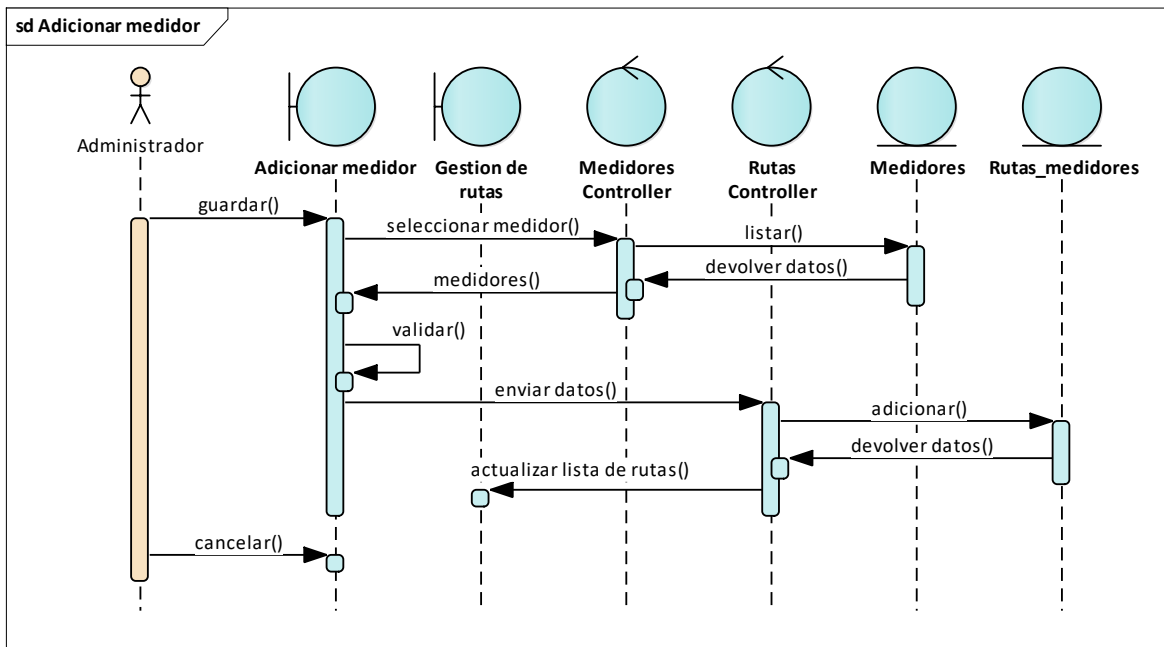 sd Adicionar medidor
Administrador
Adicionar medidor
Gestion de
rutas
Medidores
Controller
Rutas
Controller
Medidores
Rutas_medidores
guardar()
seleccionar medidor()
listar()
devolver datos()
medidores()
validar()
enviar datos()
adicionar()
devolver datos()
actualizar lista de rutas()
cancelar()